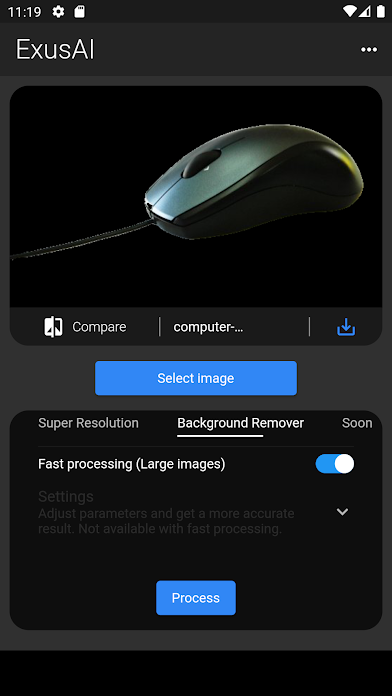 11:19
ExusAI
Compare
computer-...
Select image
Super Resolution
Background Remover
Soon
Fast processing (Large images)
Settings
Adjust parameters and get a more accurate
result. Not available with fast processing.
Process